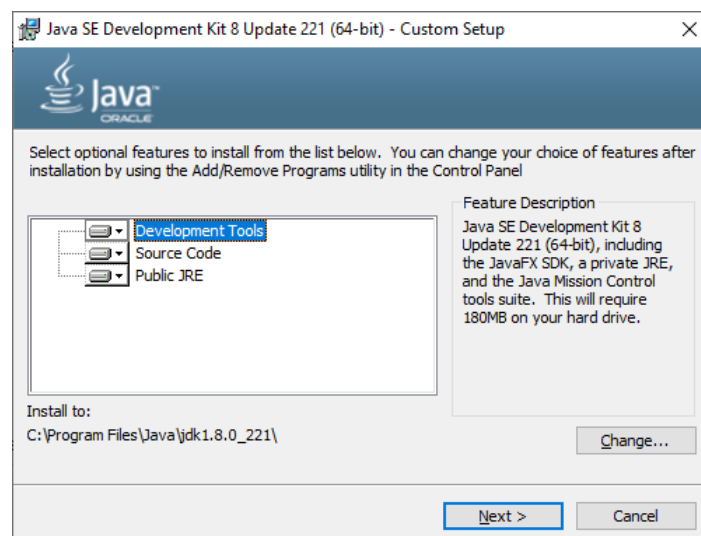 Java SE Development Kit 8 Update 221 (64-bit) - Custom Setup
Java
ORACLE
Select optional features to install from the list below. You can change your choice of features after
installation by using the Add/Remove Programs utility in the Control Panel
Development Tools
Source Code
Public JRE
Feature Description
Java SE Development Kit 8
Update 221 (64-bit), including
the JavaFX SDK, a private JRE,
and the Java Mission Control
tools suite. This will require
180MB on your hard drive.
Install to:
C:\Program Files\Java\jdk1.8.0_221\
Change...
Next >
Cancel